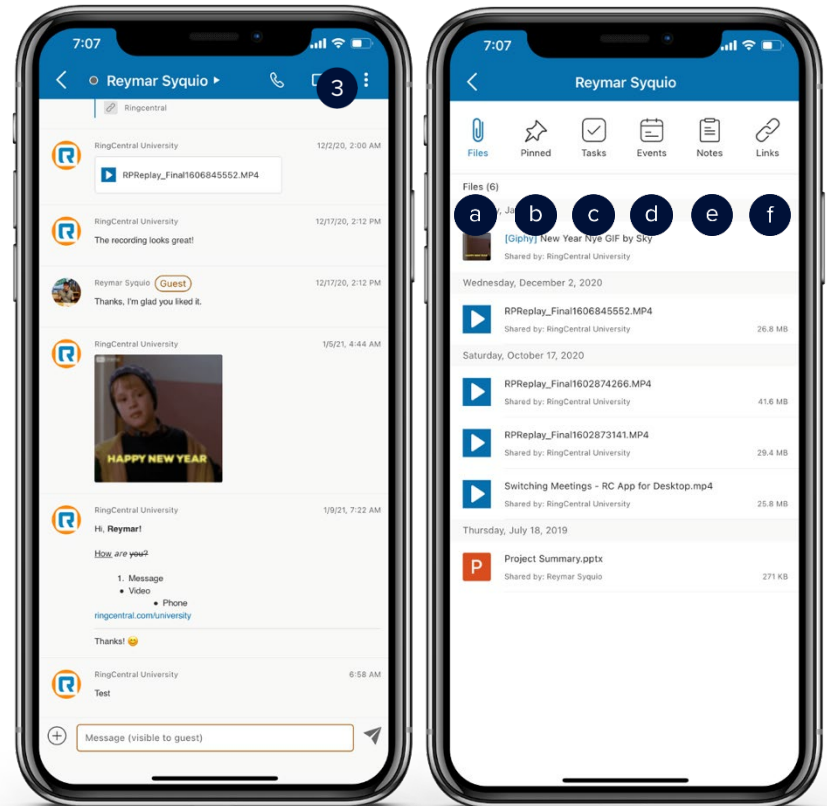 7:07
Reymar Syquio
3
Ringcentral
RingCentral University 12/2/20, 2:00 AM
RPReplay_Final1606845552.MP4
RingCentral University 12/17/20, 2:12 PM
The recording looks great!
Reymar Syquio Guest 12/17/20, 2:12 PM
Thanks, I'm glad you liked it.
RingCentral University 1/5/21, 4:44 AM
HAPPY NEW YEAR
RingCentral University 1/9/21, 7:22 AM
Hi, Reymar!
How are you?
1. Message
• Video
• Phone
ringcentral.com/university
Thanks!
RingCentral University 6:58 AM
Test
Message (visible to guest)
7:07
Reymar Syquio
Files Pinned Tasks Events Notes Links
Files (6)
a b c d e f
[Giphy] New Year Nye GIF by Sky
Shared by: RingCentral University
Wednesday, December 2, 2020
RPReplay_Final1606845552.MP4
Shared by: RingCentral University 26.8 MB
Saturday, October 17, 2020
RPReplay_Final1602874266.MP4
Shared by: RingCentral University 41.6 MB
RPReplay_Final1602873141.MP4
Shared by: RingCentral University 29.4 MB
Switching Meetings - RC App for Desktop.mp4
Shared by: RingCentral University 25.8 MB
Thursday, July 18, 2019
P
Project Summary.pptx
Shared by: Reymar Syquio 271 KB